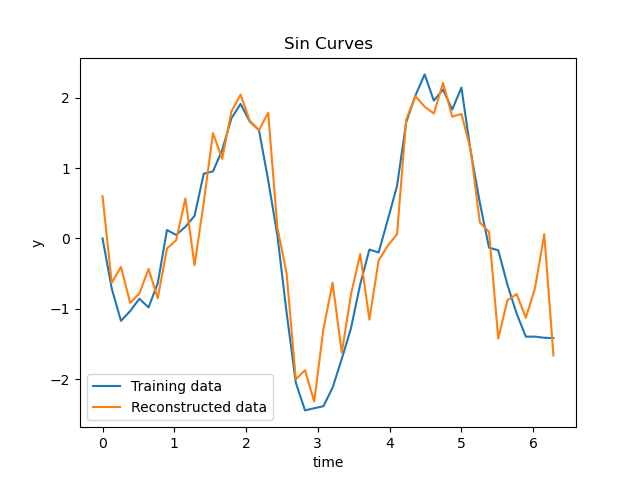 Sin Curves
y
2
1
0
−1
−2
Training data
Reconstructed data
0 1 2 3 4 5 6
time